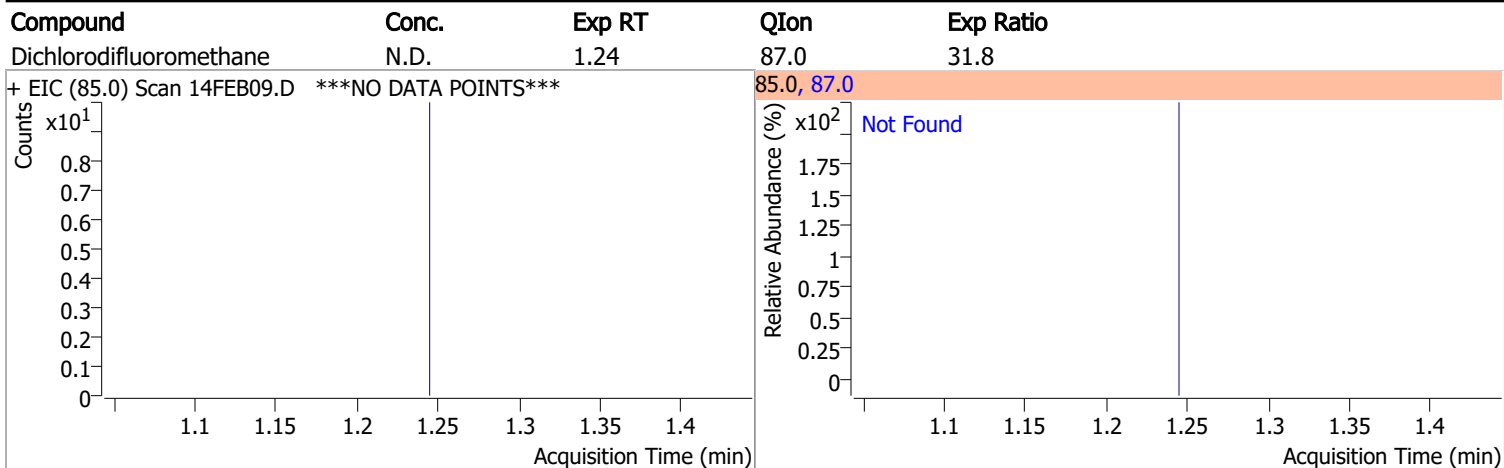 Compound Conc. Exp RT QIon Exp Ratio
Dichlorodifluoromethane N.D. 1.24 87.0 31.8
+ EIC (85.0) Scan 14FEB09.D ***NO DATA POINTS***
Counts
x10¹
0.8
0.7
0.6
0.5
0.4
0.3
0.2
0.1
0
1.1 1.15 1.2 1.25 1.3 1.35 1.4
Acquisition Time (min)
85.0, 87.0
Relative Abundance (%)
x10²
Not Found
1.75
1.5
1.25
1
0.75
0.5
0.25
0
1.1 1.15 1.2 1.25 1.3 1.35 1.4
Acquisition Time (min)